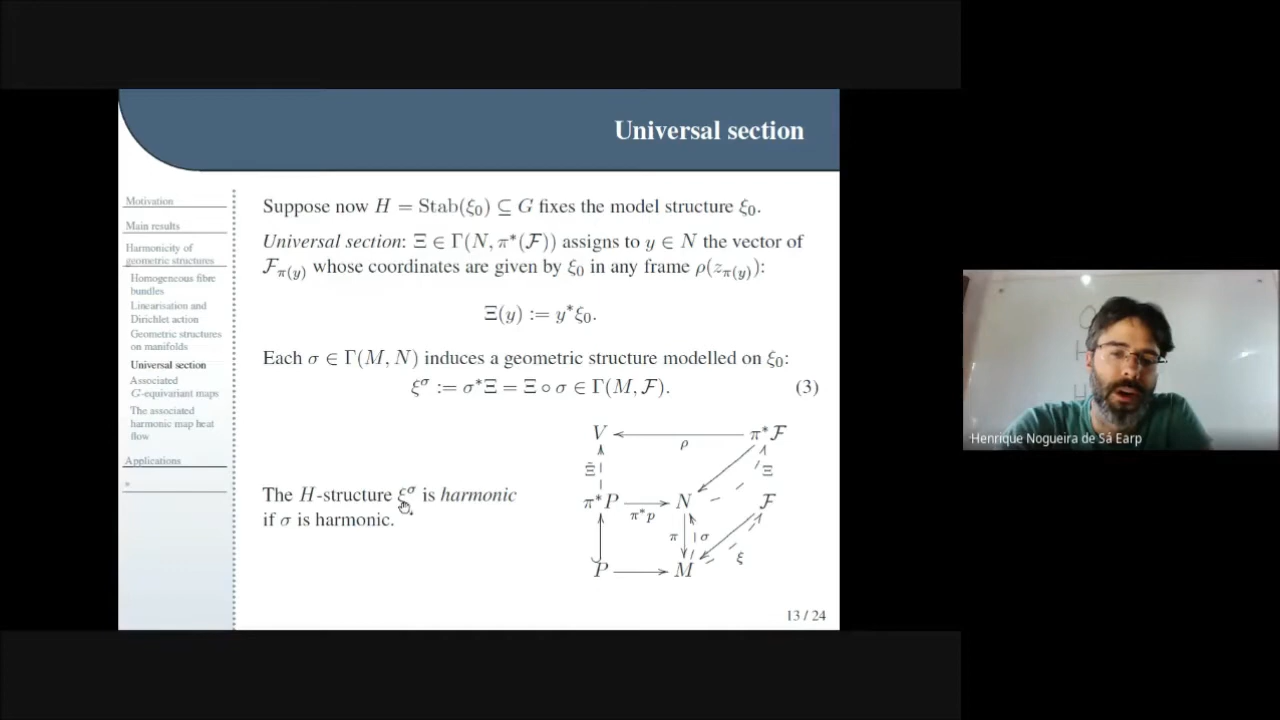 Universal section
Motivation
Main results
Harmonicity of
geometric structures
Homogeneous fibre
bundles
Linearisation and
Dirichlet action
Geometric structures
on manifolds
Universal section
Associated
G-equivariant maps
The associated
harmonic map heat
flow
Applications
Suppose now H = Stab(ξ₀) ⊆ G fixes the model structure ξ₀.
Universal section: Ξ ∈ Γ(N, π*(ℱ)) assigns to y ∈ N the vector of
ℱ_π(y) whose coordinates are given by ξ₀ in any frame ρ(z_π(y)):
Ξ(y) := y*ξ₀.
Each σ ∈ Γ(M, N) induces a geometric structure modelled on ξ₀:
ξ^σ := σ*Ξ = Ξ ∘ σ ∈ Γ(M, ℱ). (3)
The H-structure ξ^σ is harmonic
if σ is harmonic.
V ρ π*ℱ
Ξ̃ Ξ
π*P π*p N ℱ
π σ ξ
P M
13 / 24
Henrique Nogueira de Sá Earp